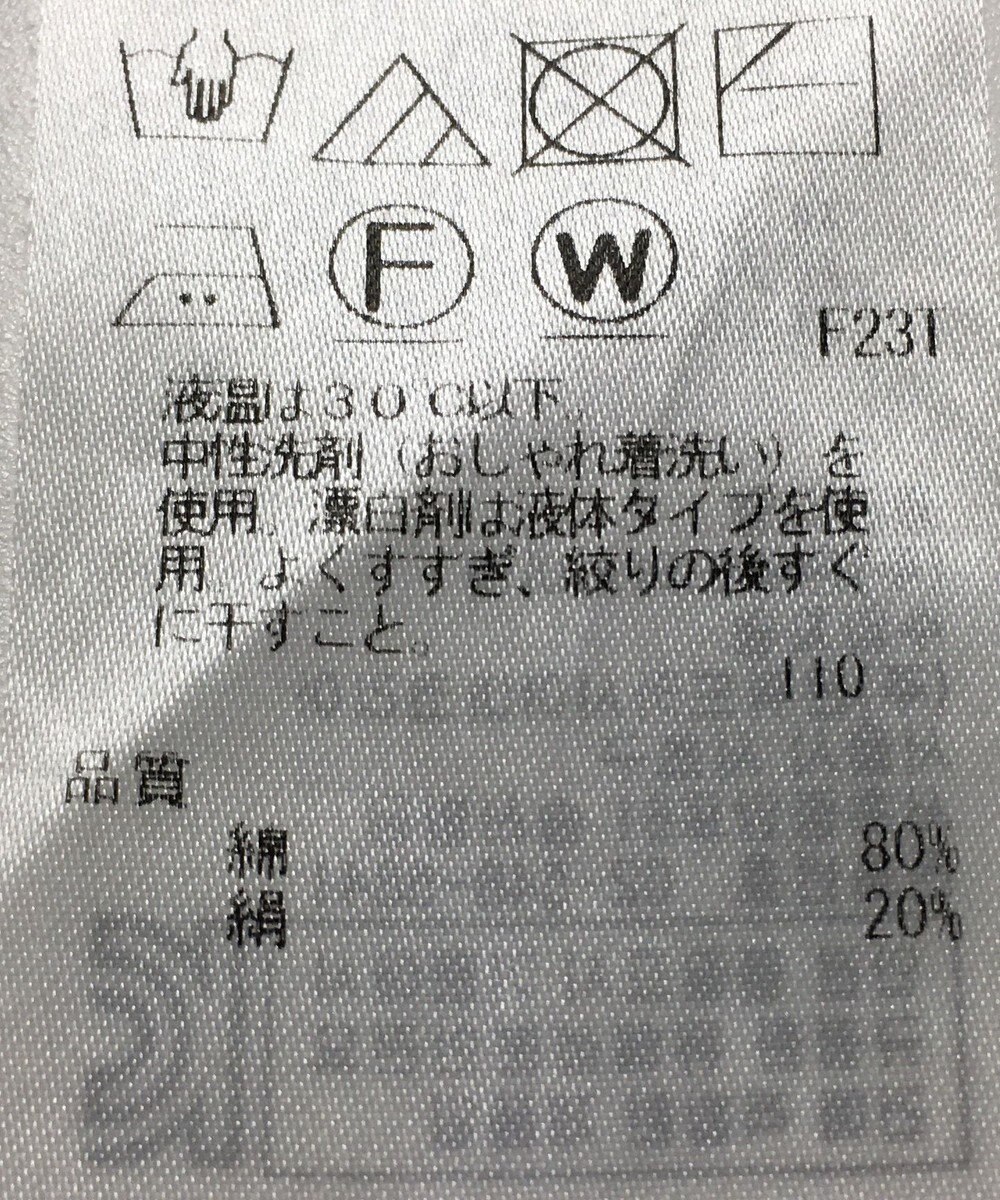 F W
F231
液温は30℃以下。
中性洗剤（おしゃれ着洗い）を
使用。漂白剤は液体タイプを使
用。よくすすぎ、絞りの後すぐ
に干すこと。
110
品質
綿 80%
絹 20%